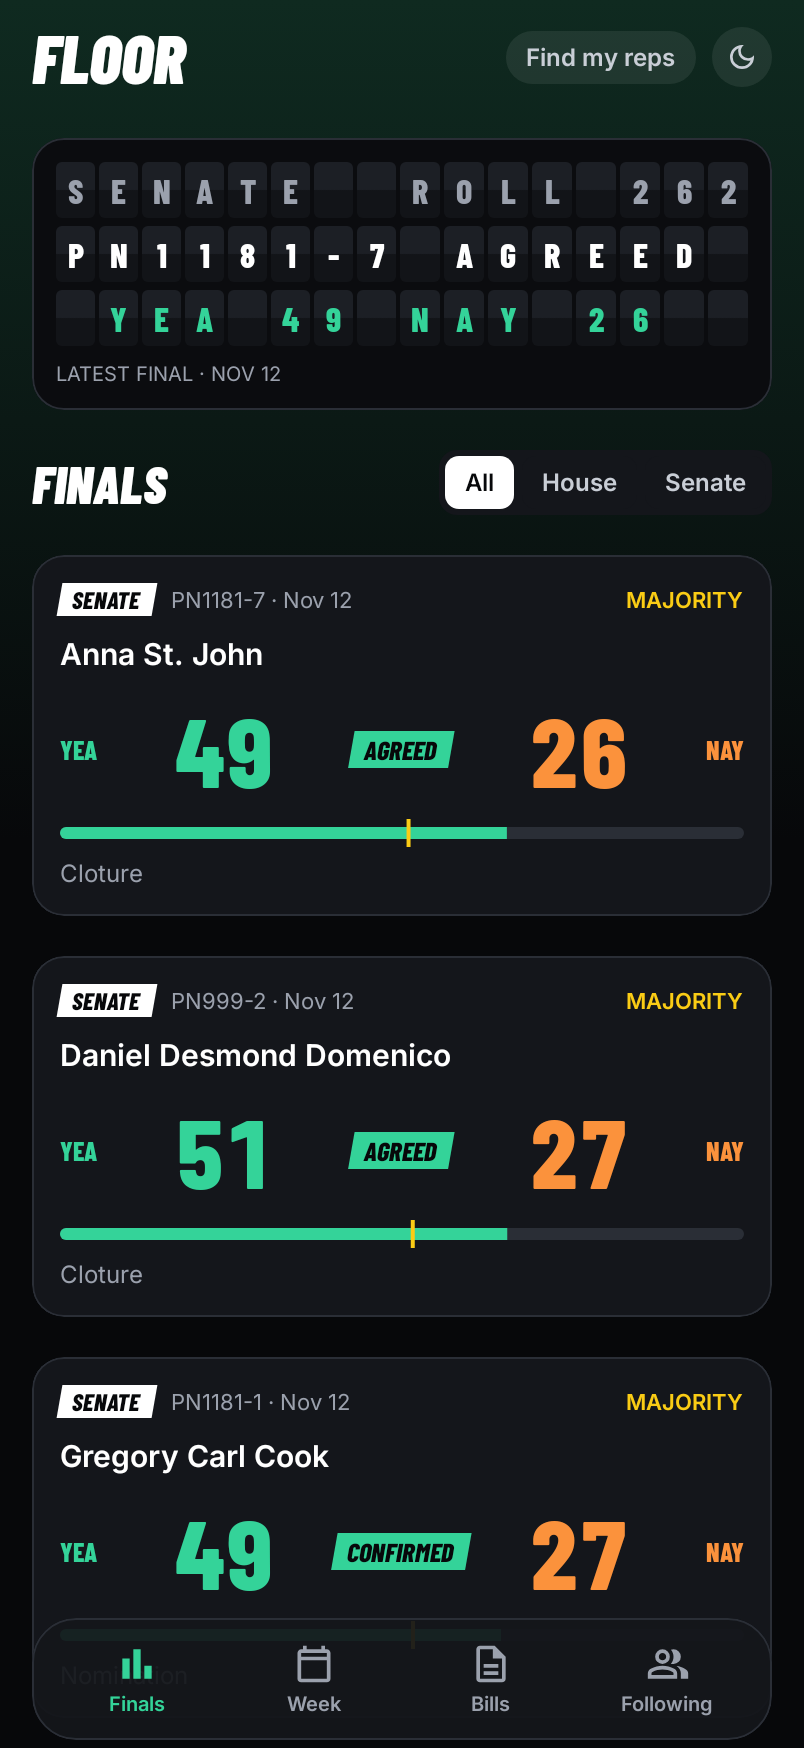 FLOOR
Find my reps
SENATE ROLL 262
PN1181-7 AGREED
YEA 49 NAY 26
LATEST FINAL · NOV 12
FINALS
All House Senate
SENATE PN1181-7 · Nov 12 MAJORITY
Anna St. John
YEA 49 AGREED 26 NAY
Cloture
SENATE PN999-2 · Nov 12 MAJORITY
Daniel Desmond Domenico
YEA 51 AGREED 27 NAY
Cloture
SENATE PN1181-1 · Nov 12 MAJORITY
Gregory Carl Cook
YEA 49 CONFIRMED 27 NAY
Nomination
Finals Week Bills Following